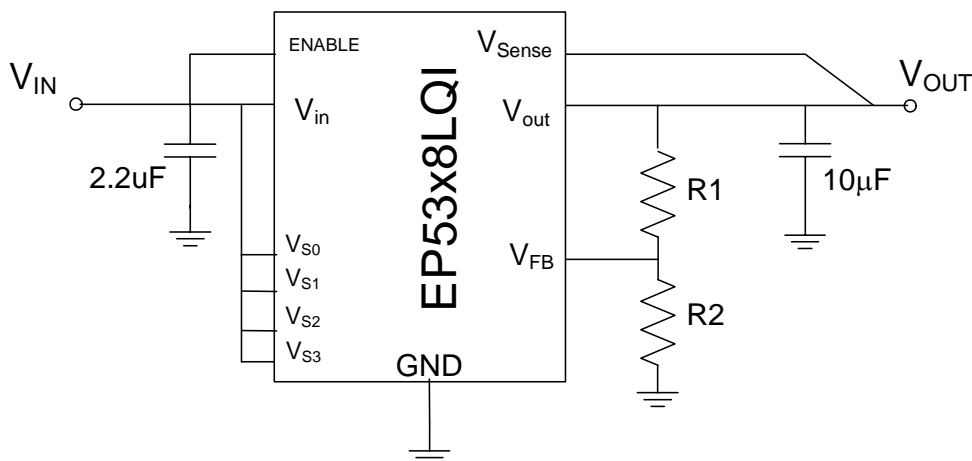 ENABLE
V_Sense
V_IN
V_OUT
V_in
V_out
2.2uF
EP53x8LQI
R1
10μF
V_S0
V_FB
V_S1
V_S2
R2
V_S3
GND